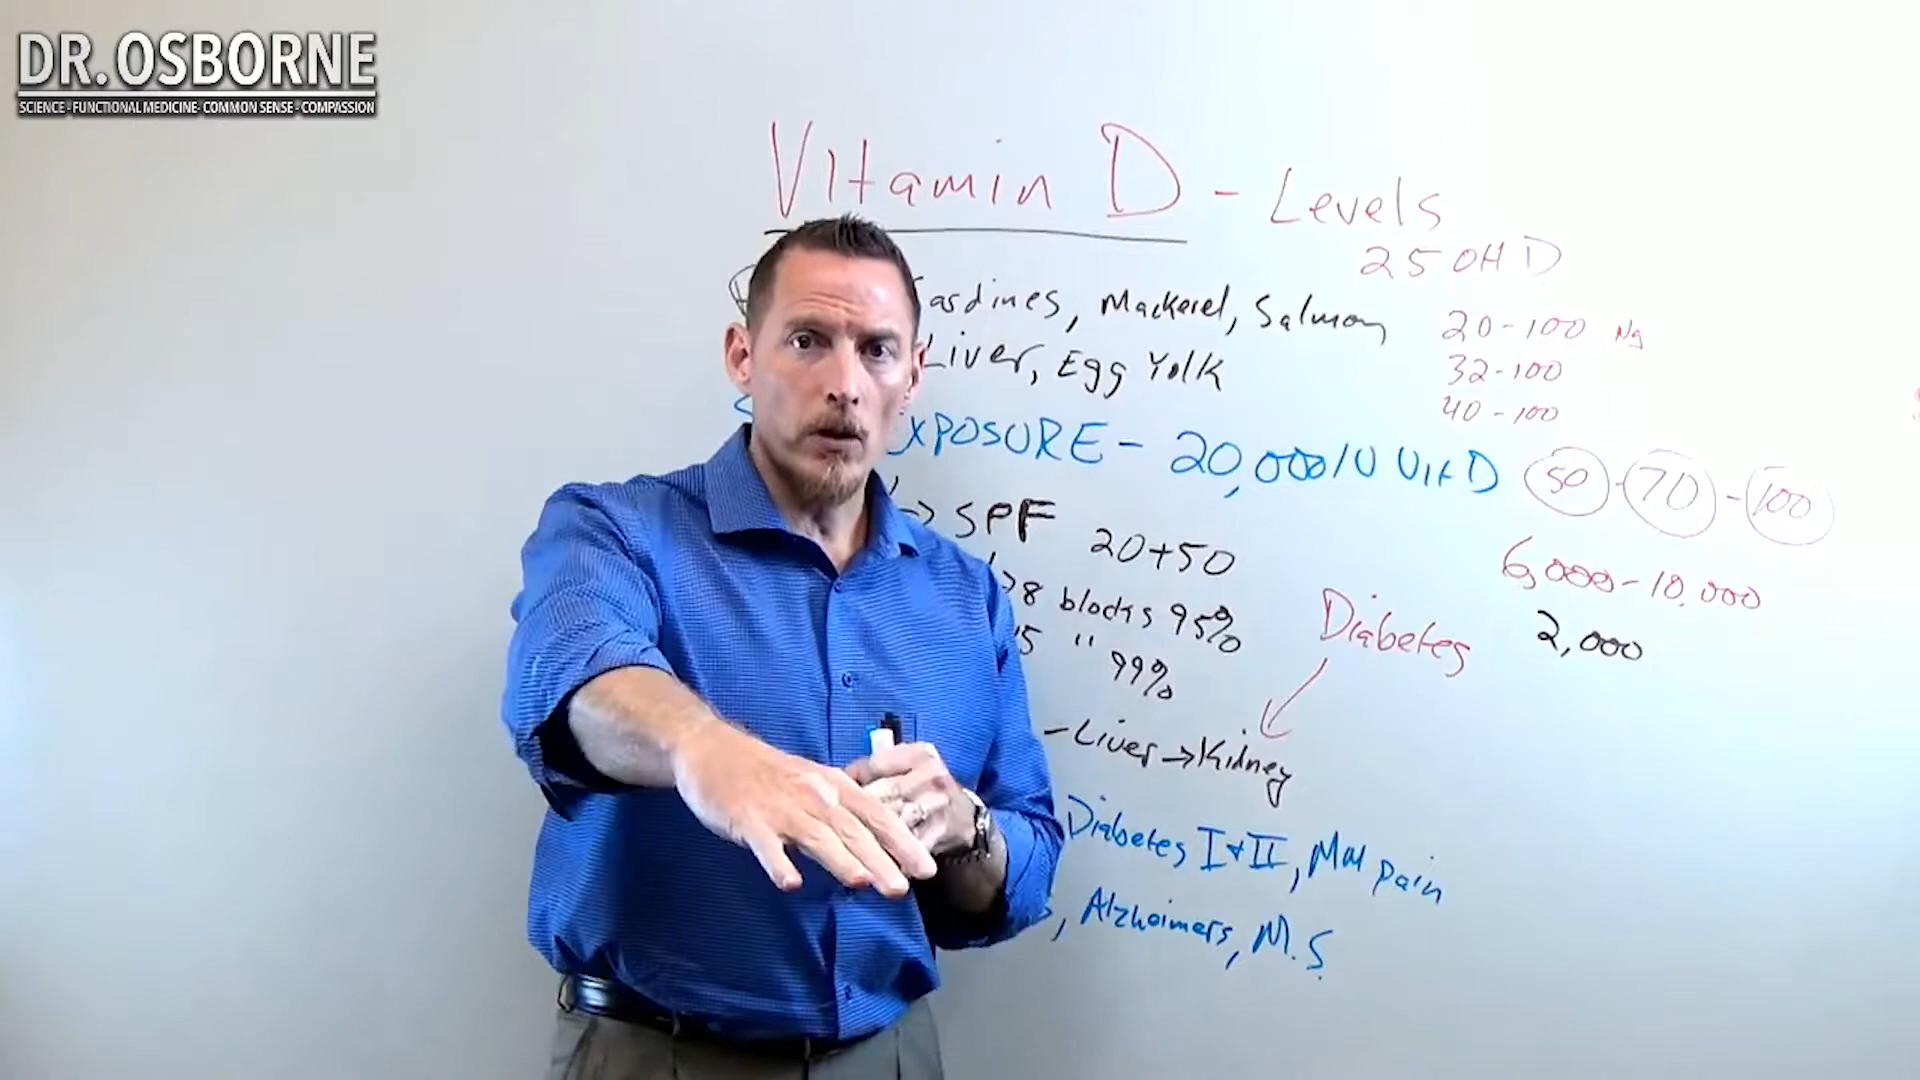 DR. OSBORNE
SCIENCE - FUNCTIONAL MEDICINE - COMMON SENSE - COMPASSION
Vitamin D - Levels
25 OH D
Sardines, Mackerel, Salmon
Liver, Egg Yolk
20-100 Ng
32-100
40-100
EXPOSURE - 20,000 IU Vit D
50 - 70 - 100
-> SPF 20+50
6,000-10,000
->8 blocks 95%
15 " 99%
Diabetes
2,000
-Liver->Kidney
Diabetes I+II,
pain
, Alzheimers, M.S.